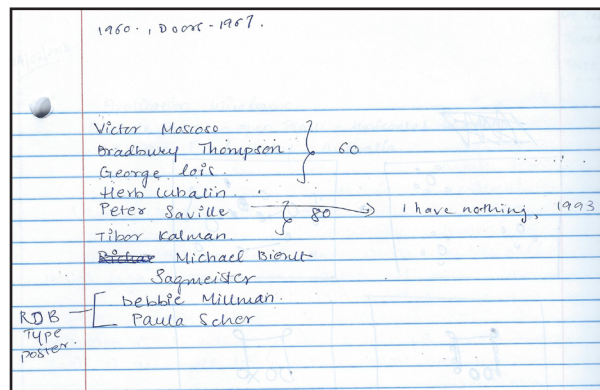 1960., Doors - 1967.
Victor Moscoso
Bradbury Thompson } 60
George lois.
Herb Lubalin.
Peter Saville } 80 → I have nothing, 1993
Tibor Kalman.
Michael Bierult
Sagmeister
Debbie Millman.
Paula Scher
RDB
Type
poster.